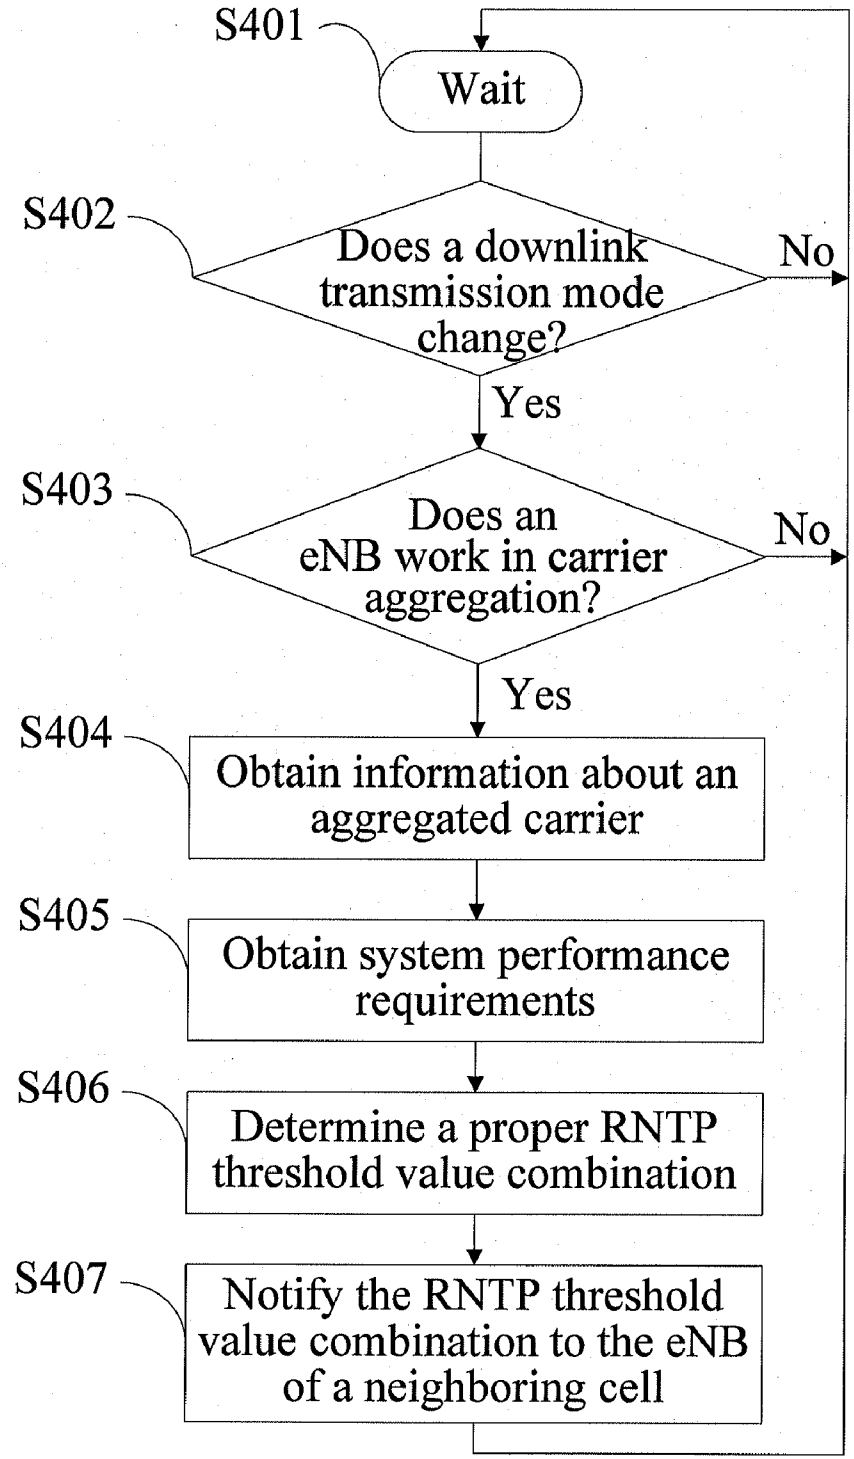 S401
Wait
S402
Does a downlink
transmission mode
change?
No
Yes
S403
Does an
eNB work in carrier
aggregation?
No
Yes
S404
Obtain information about an
aggregated carrier
S405
Obtain system performance
requirements
S406
Determine a proper RNTP
threshold value combination
S407
Notify the RNTP threshold
value combination to the eNB
of a neighboring cell